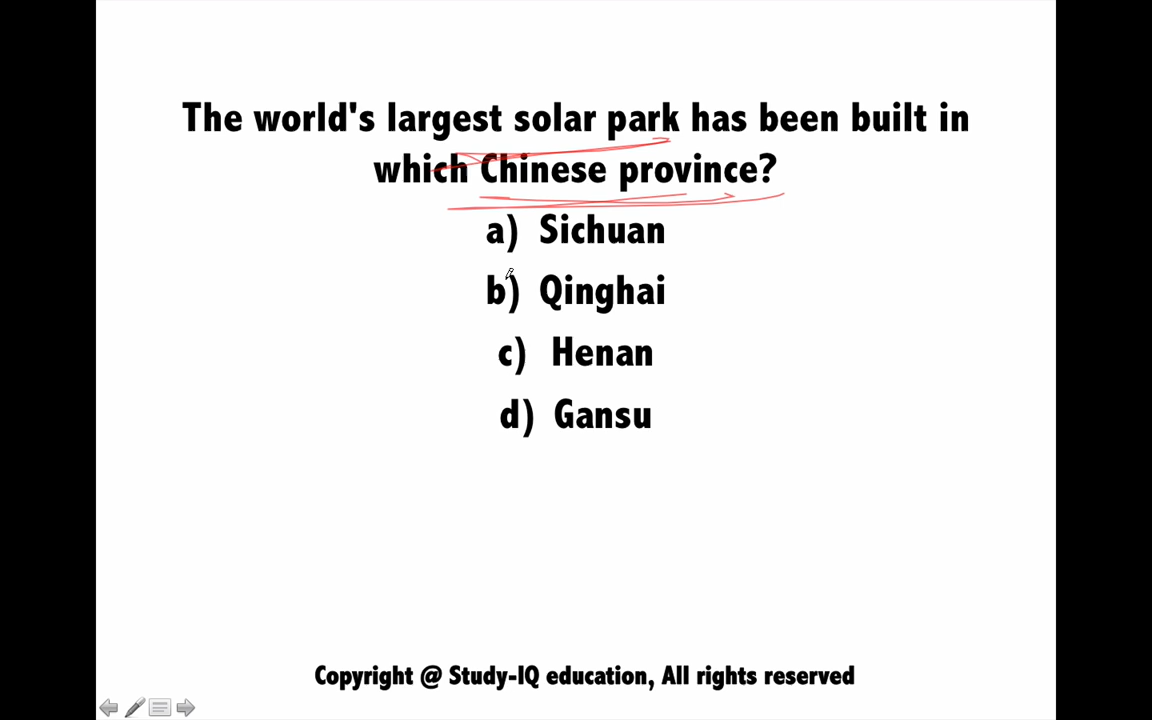 The world's largest solar park has been built in
which Chinese province?
a) Sichuan
b) Qinghai
c) Henan
d) Gansu
Copyright @ Study-IQ education, All rights reserved